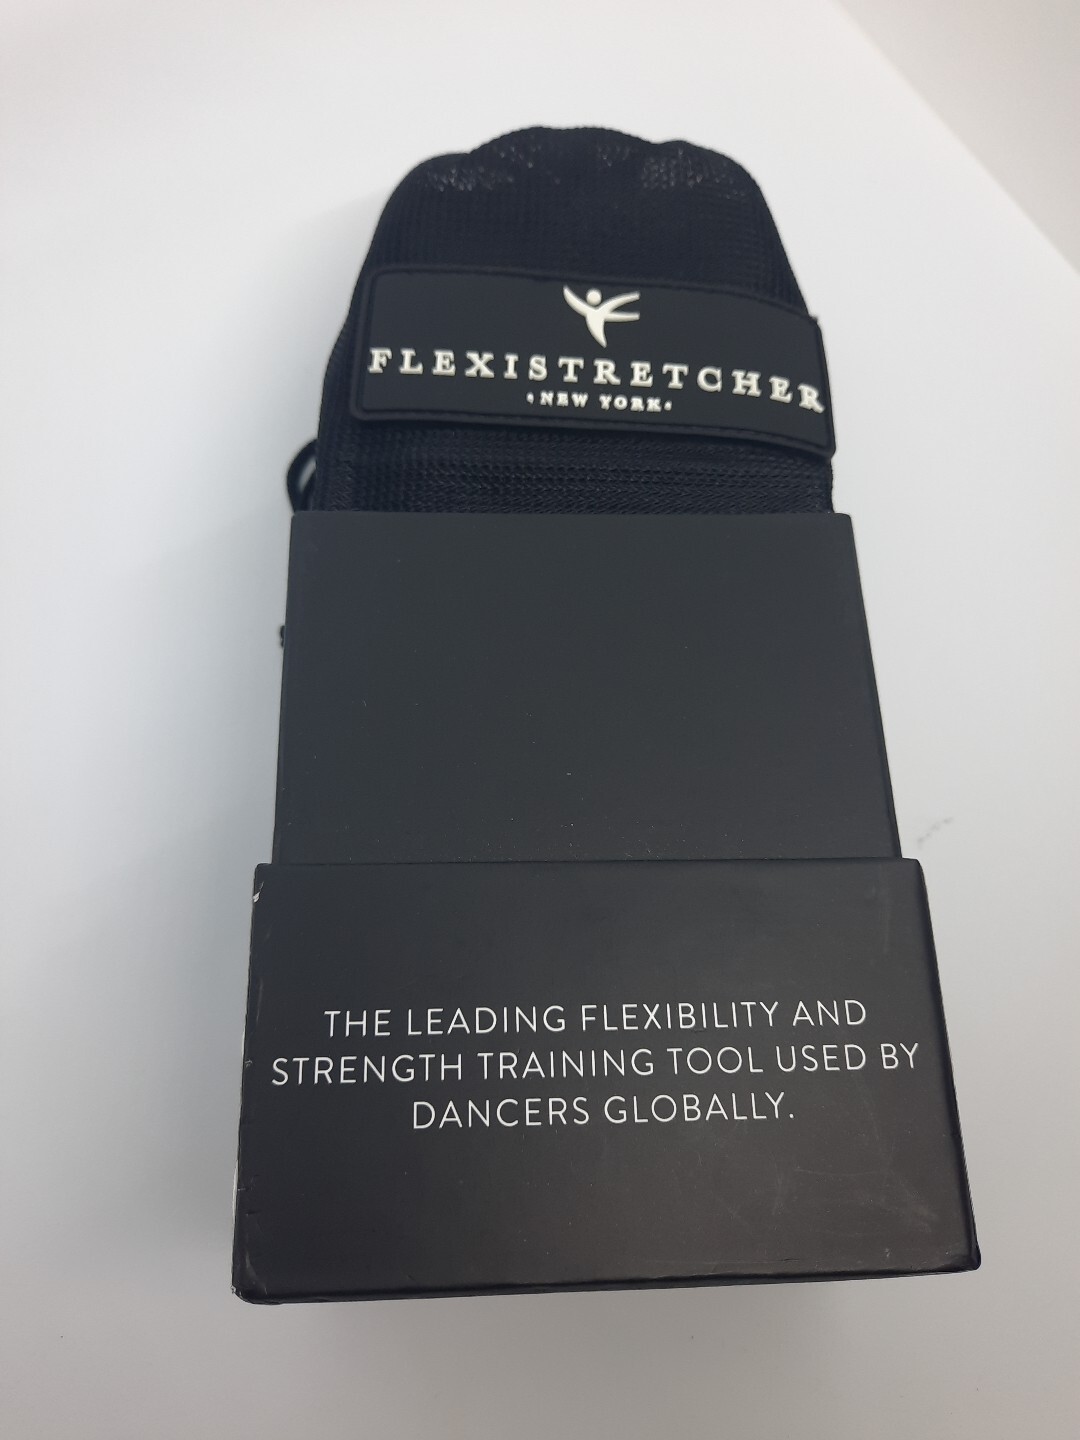 FLEXISTRETCHER
•NEW YORK•
THE LEADING FLEXIBILITY AND
STRENGTH TRAINING TOOL USED BY
DANCERS GLOBALLY.